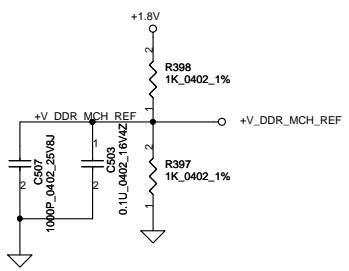 +1.8V
2
R398
1K_0402_1%
1
+V_DDR_MCH_REF
+V_DDR_MCH_REF
1
2
R397
1K_0402_1%
1
2
C507
1000P_0402_25V8J
2
C503
0.1U_0402_16V4Z